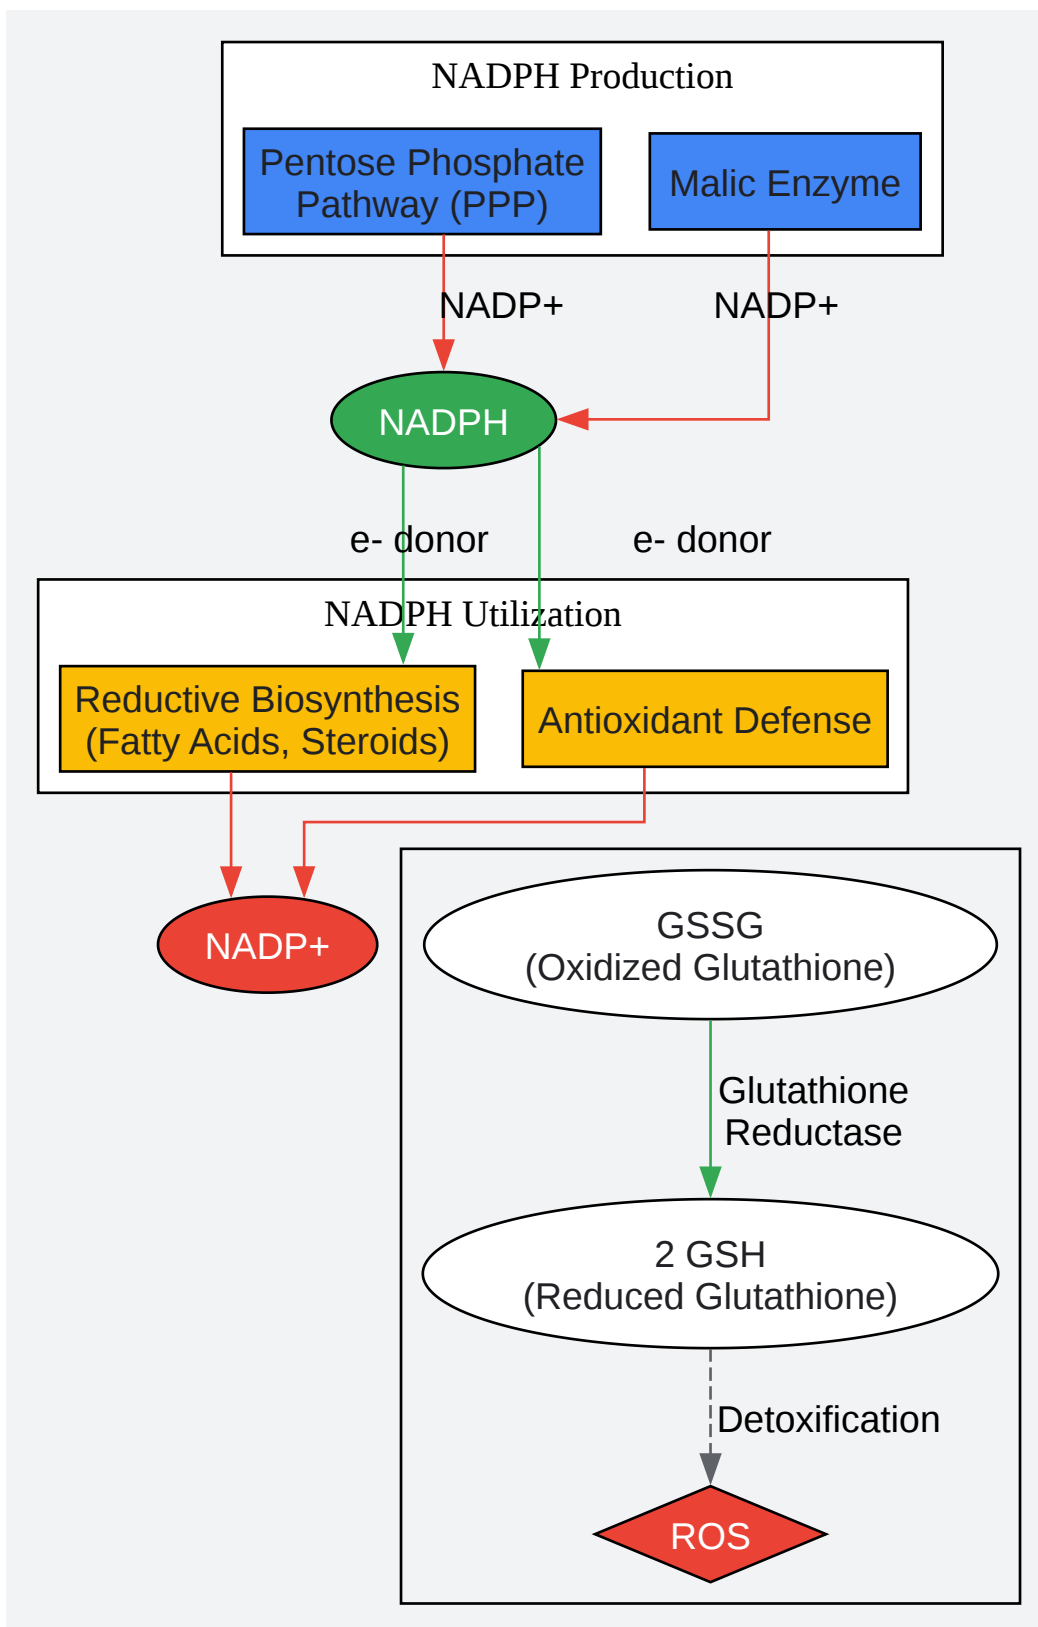 NADPH Production
Pentose Phosphate
Pathway (PPP)
Malic Enzyme
NADP+
NADP+
NADPH
e- donor
e- donor
NADPH Utilization
Reductive Biosynthesis
(Fatty Acids, Steroids)
Antioxidant Defense
NADP+
GSSG
(Oxidized Glutathione)
Glutathione
Reductase
2 GSH
(Reduced Glutathione)
Detoxification
ROS